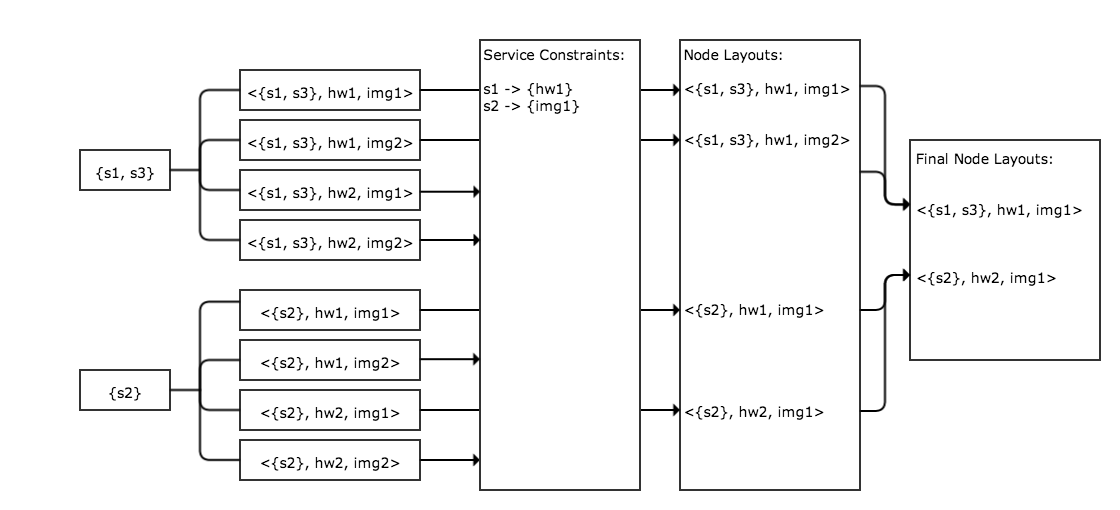 {s1, s3}
<{s1, s3}, hw1, img1>
<{s1, s3}, hw1, img2>
<{s1, s3}, hw2, img1>
<{s1, s3}, hw2, img2>
{s2}
<{s2}, hw1, img1>
<{s2}, hw1, img2>
<{s2}, hw2, img1>
<{s2}, hw2, img2>
Service Constraints:
s1 -> {hw1}
s2 -> {img1}
Node Layouts:
<{s1, s3}, hw1, img1>
<{s1, s3}, hw1, img2>
<{s2}, hw1, img1>
<{s2}, hw2, img1>
Final Node Layouts:
<{s1, s3}, hw1, img1>
<{s2}, hw2, img1>